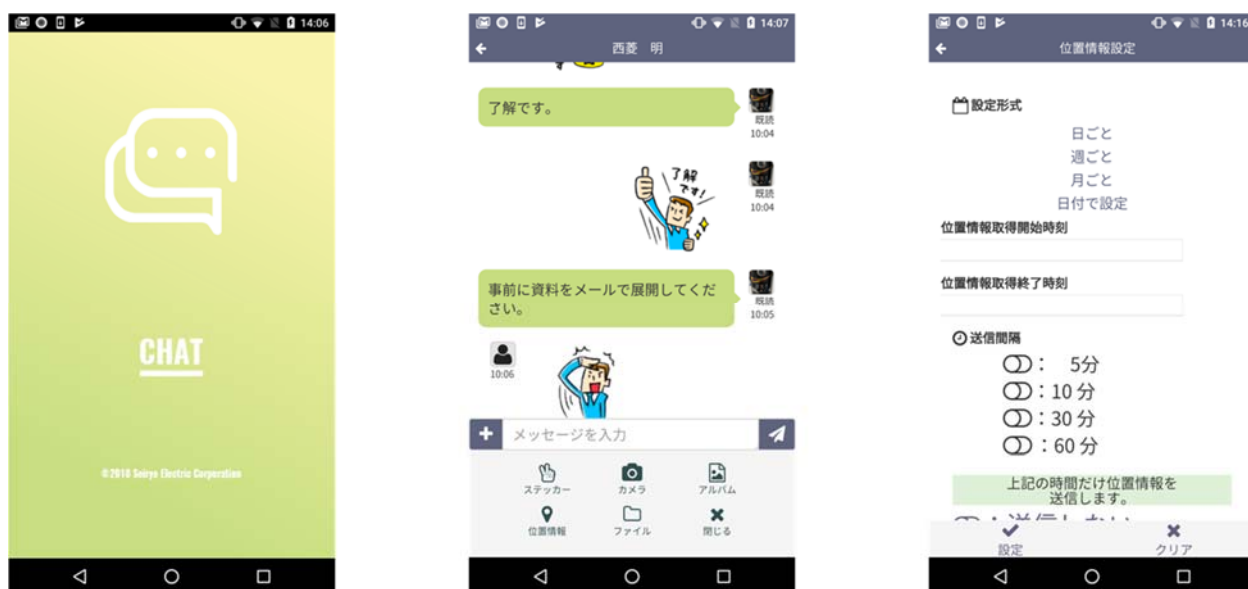 14:06
CHAT
©2018 Seiryo Electric Corporation
14:07
西菱 明
了解です。
既読
10:04
了解
です!
既読
10:04
事前に資料をメールで展開してくだ
さい。
既読
10:05
10:06
メッセージを入力
ステッカー
カメラ
アルバム
位置情報
ファイル
閉じる
14:16
位置情報設定
設定形式
日ごと
週ごと
月ごと
日付で設定
位置情報取得開始時刻
位置情報取得終了時刻
送信間隔
: 5分
: 10 分
: 30 分
: 60 分
上記の時間だけ位置情報を
送信します。
: 送信しない
設定
クリア